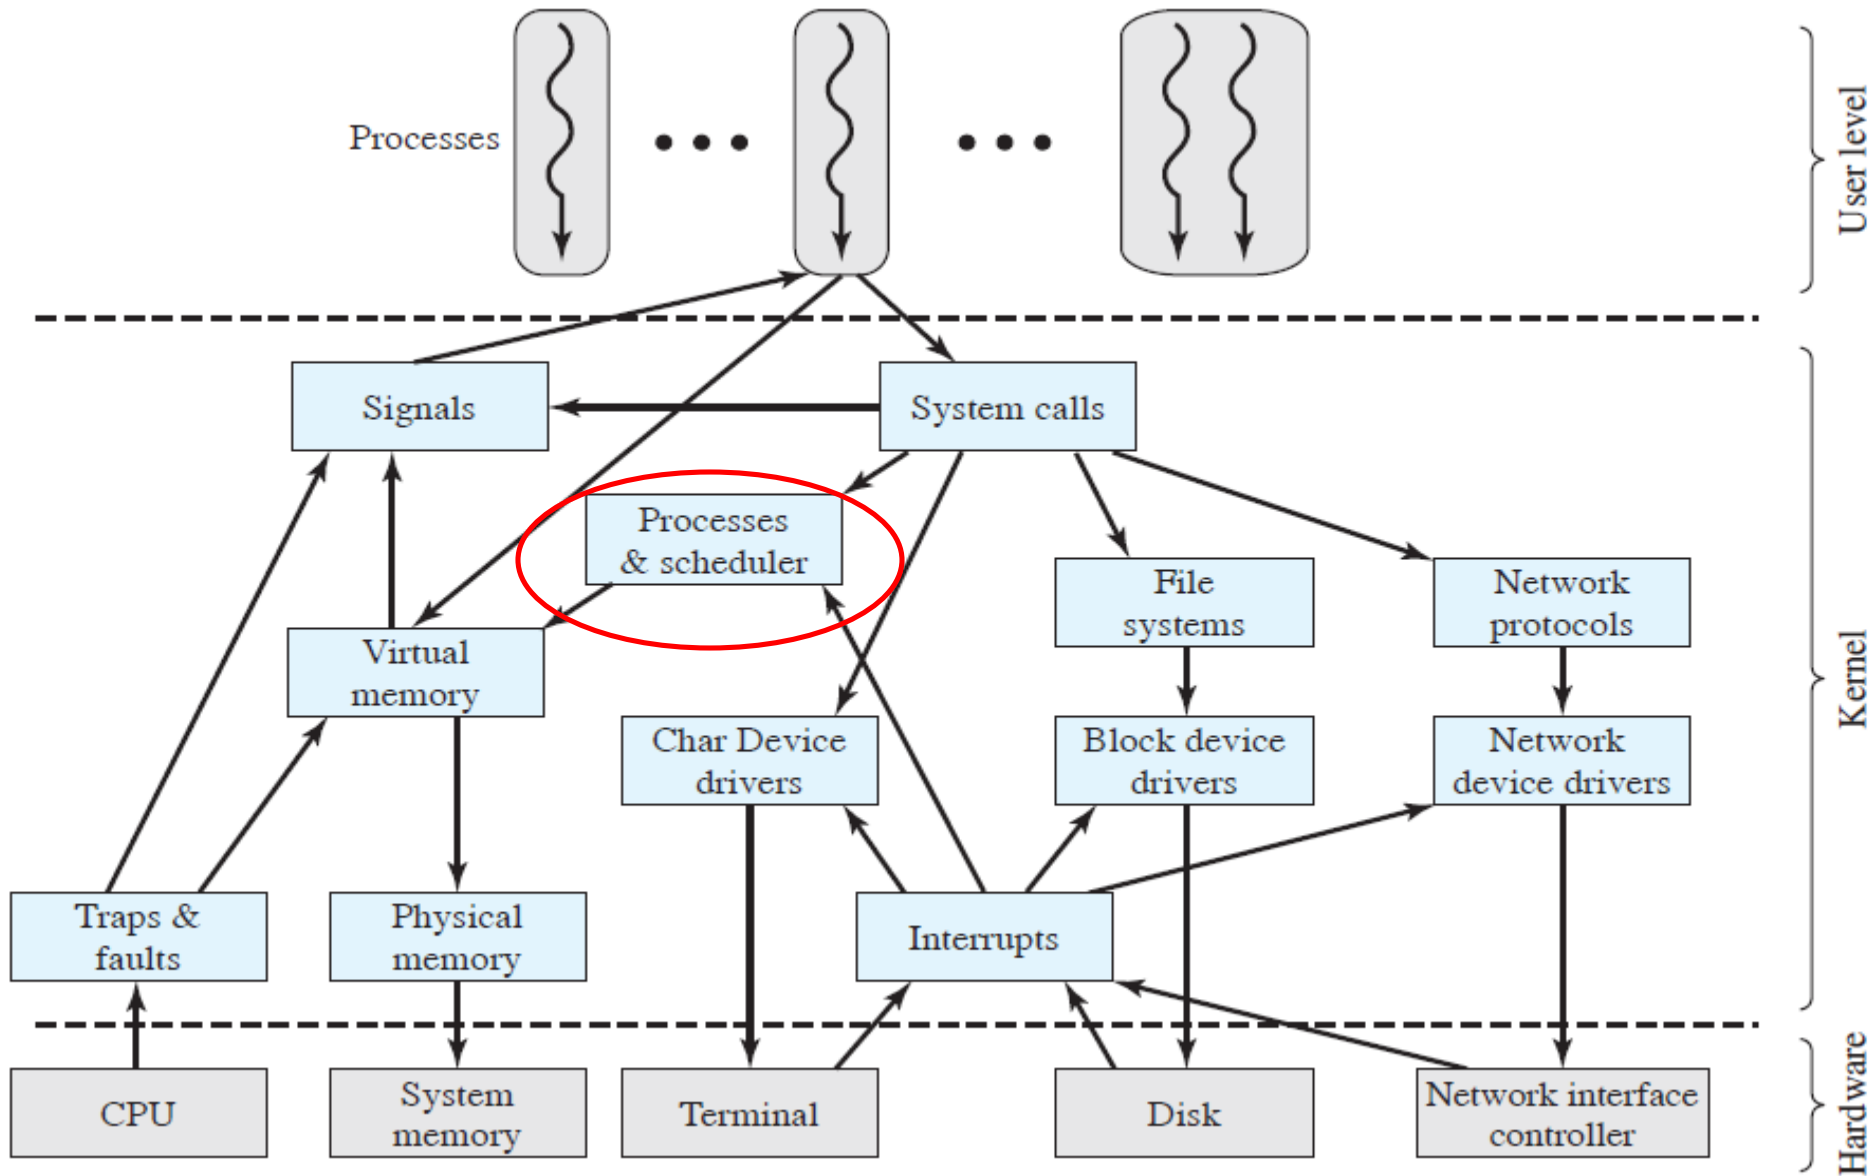 Processes
User level
Signals
System calls
Processes
& scheduler
File
systems
Network
protocols
Virtual
memory
Kernel
Char Device
drivers
Block device
drivers
Network
device drivers
Traps &
faults
Physical
memory
Interrupts
CPU
System
memory
Terminal
Disk
Network interface
controller
Hardware